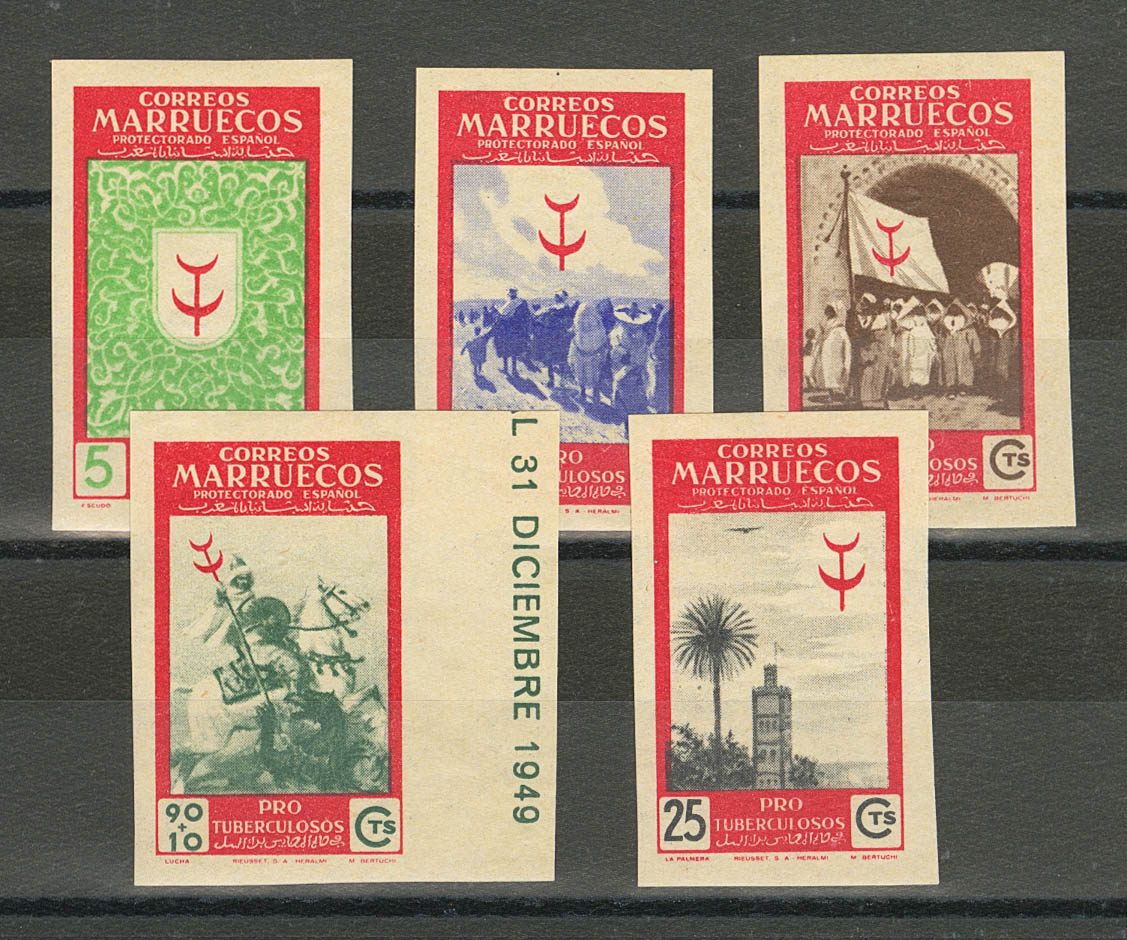 CORREOS
MARRUECOS
PROTECTORADO ESPAÑOL
5
ESCUDO
CORREOS
MARRUECOS
PROTECTORADO ESPAÑOL
PRO
CULOSOS
S. A - HERALMI
CORREOS
MARRUECOS
PROTECTORADO ESPAÑOL
LOSOS
CTS
HERALMI M BERTUCHI
CORREOS
MARRUECOS
PROTECTORADO ESPAÑOL
90
+
10
PRO
TUBERCULOSOS
CTS
LUCHA RIEUSSET, S. A - HERALMI M BERTUCHI
L 31 DICIEMBRE 1949
CORREOS
MARRUECOS
PROTECTORADO ESPAÑOL
25
PRO
TUBERCULOSOS
CTS
LA PALMERA RIEUSSET, S. A - HERALMI M BERTUCHI